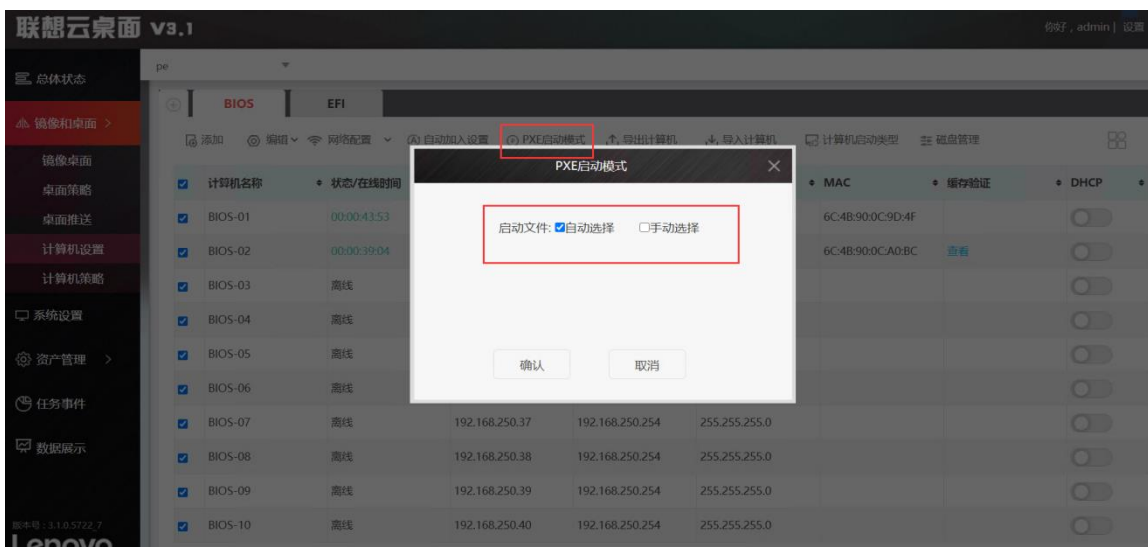 联想云桌面 V3.1
你好 , admin | 设置
总体状态
pe
镜像和桌面 >
BIOS EFI
添加 编组 网络配置 自动加入设置 PXE启动模式 导出计算机 导入计算机 计算机启动类型 磁盘管理
镜像桌面
桌面策略
桌面推送
计算机设置
计算机策略
系统设置
资产管理 >
任务事件
数据展示
版本号 : 3.1.0.5722_7
Lenovo
计算机名称 状态/在线时间 MAC 缓存验证 DHCP
BIOS-01 00:00:43:53 6C:4B:90:0C:9D:4F
BIOS-02 00:00:39:04 6C:4B:90:0C:A0:BC 查看
BIOS-03 离线
BIOS-04 离线
BIOS-05 离线
BIOS-06 离线
BIOS-07 离线 192.168.250.37 192.168.250.254 255.255.255.0
BIOS-08 离线 192.168.250.38 192.168.250.254 255.255.255.0
BIOS-09 离线 192.168.250.39 192.168.250.254 255.255.255.0
BIOS-10 离线 192.168.250.40 192.168.250.254 255.255.255.0
PXE启动模式
启动文件: 自动选择 手动选择
确认 取消